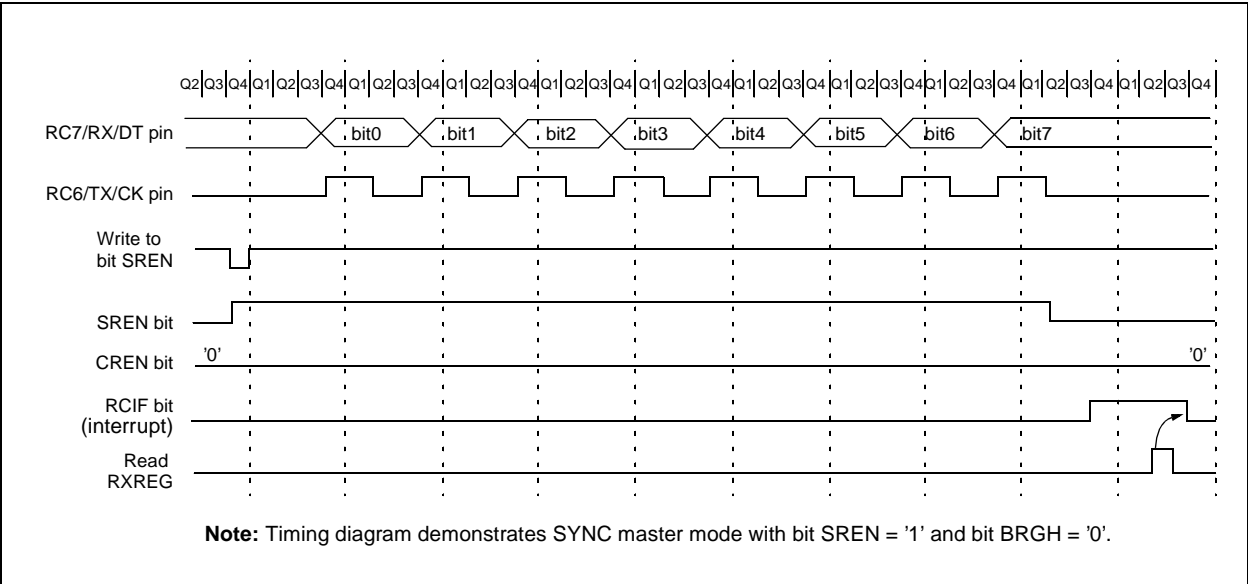 Q2 Q3 Q4 Q1 Q2 Q3 Q4 Q1 Q2 Q3 Q4 Q1 Q2 Q3 Q4 Q1 Q2 Q3 Q4 Q1 Q2 Q3 Q4 Q1 Q2 Q3 Q4 Q1 Q2 Q3 Q4 Q1 Q2 Q3 Q4 Q1 Q2 Q3 Q4 Q1 Q2 Q3 Q4
RC7/RX/DT pin bit0 bit1 bit2 bit3 bit4 bit5 bit6 bit7
RC6/TX/CK pin
Write to
bit SREN
SREN bit
CREN bit '0' '0'
RCIF bit
(interrupt)
Read
RXREG
Note: Timing diagram demonstrates SYNC master mode with bit SREN = '1' and bit BRGH = '0'.